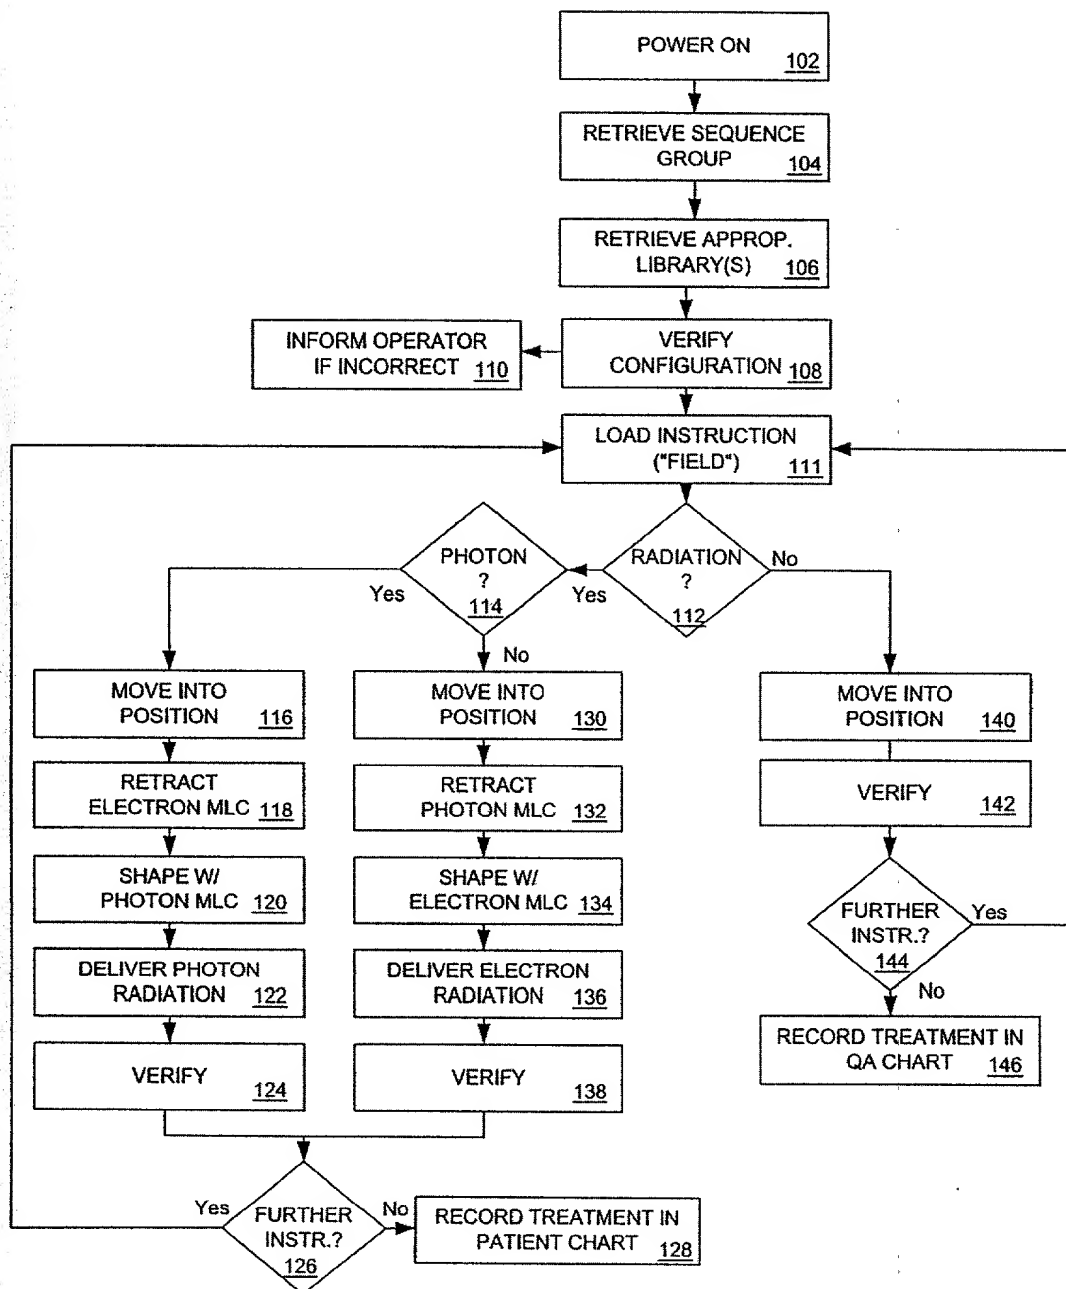 POWER ON
102
RETRIEVE SEQUENCE
GROUP
104
RETRIEVE APPROP.
LIBRARY(S)
106
INFORM OPERATOR
IF INCORRECT
110
VERIFY
CONFIGURATION
108
LOAD INSTRUCTION
("FIELD")
111
PHOTON
?
114
Yes
RADIATION
?
112
Yes
No
No
MOVE INTO
POSITION
116
MOVE INTO
POSITION
130
MOVE INTO
POSITION
140
RETRACT
ELECTRON MLC
118
RETRACT
PHOTON MLC
132
VERIFY
142
SHAPE W/
PHOTON MLC
120
SHAPE W/
ELECTRON MLC
134
FURTHER
INSTR.?
144
Yes
No
DELIVER PHOTON
RADIATION
122
DELIVER ELECTRON
RADIATION
136
RECORD TREATMENT IN
QA CHART
146
VERIFY
124
VERIFY
138
Yes
FURTHER
INSTR.?
126
No
RECORD TREATMENT IN
PATIENT CHART
128